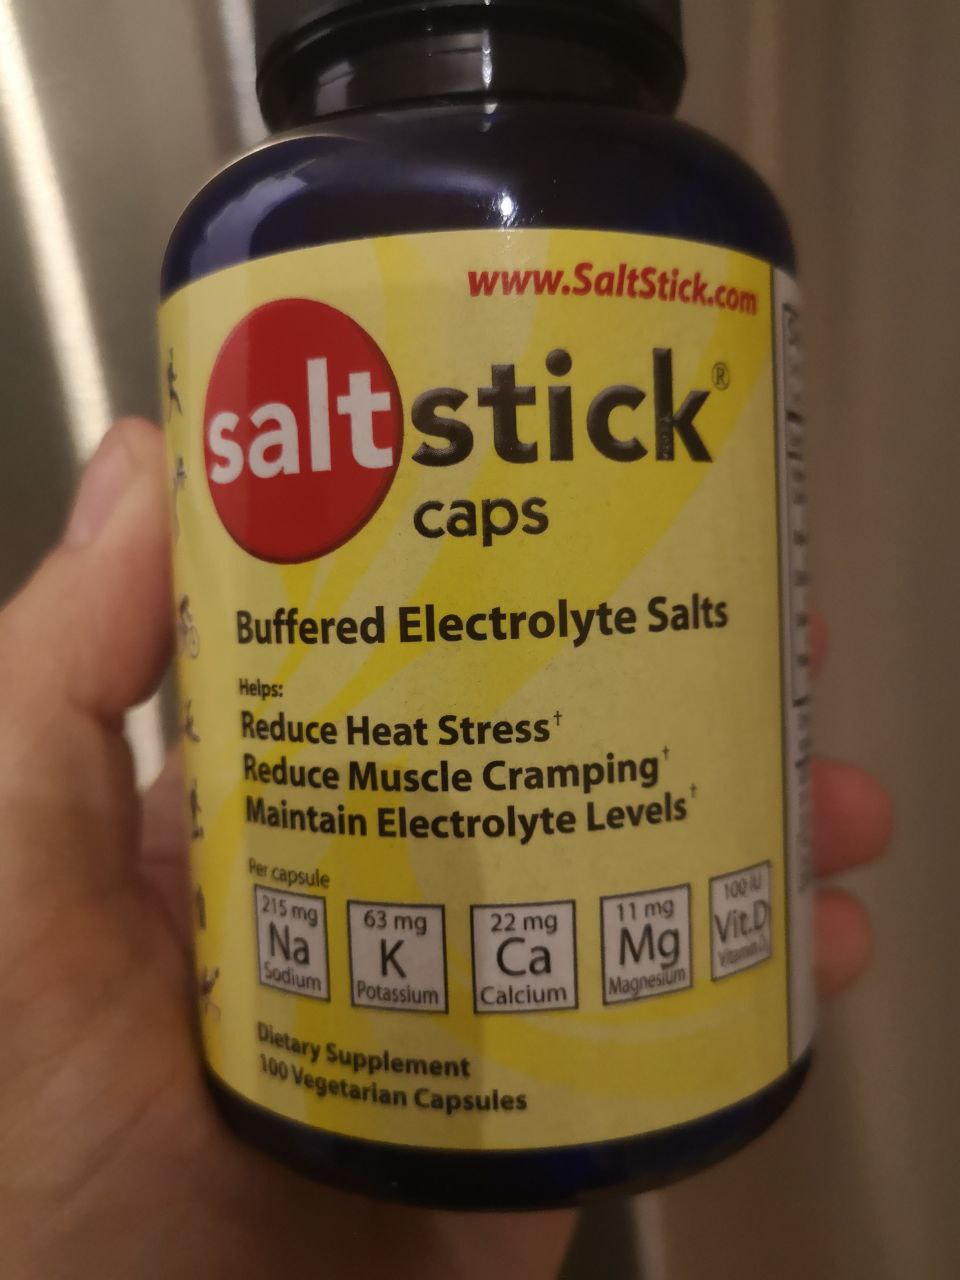 www.SaltStick.com
saltstick®
caps
Buffered Electrolyte Salts
Helps:
Reduce Heat Stress†
Reduce Muscle Cramping†
Maintain Electrolyte Levels†
Per capsule
215 mg
Na
Sodium
63 mg
K
Potassium
22 mg
Ca
Calcium
11 mg
Mg
Magnesium
100 IU
Vit.D
Dietary Supplement
100 Vegetarian Capsules